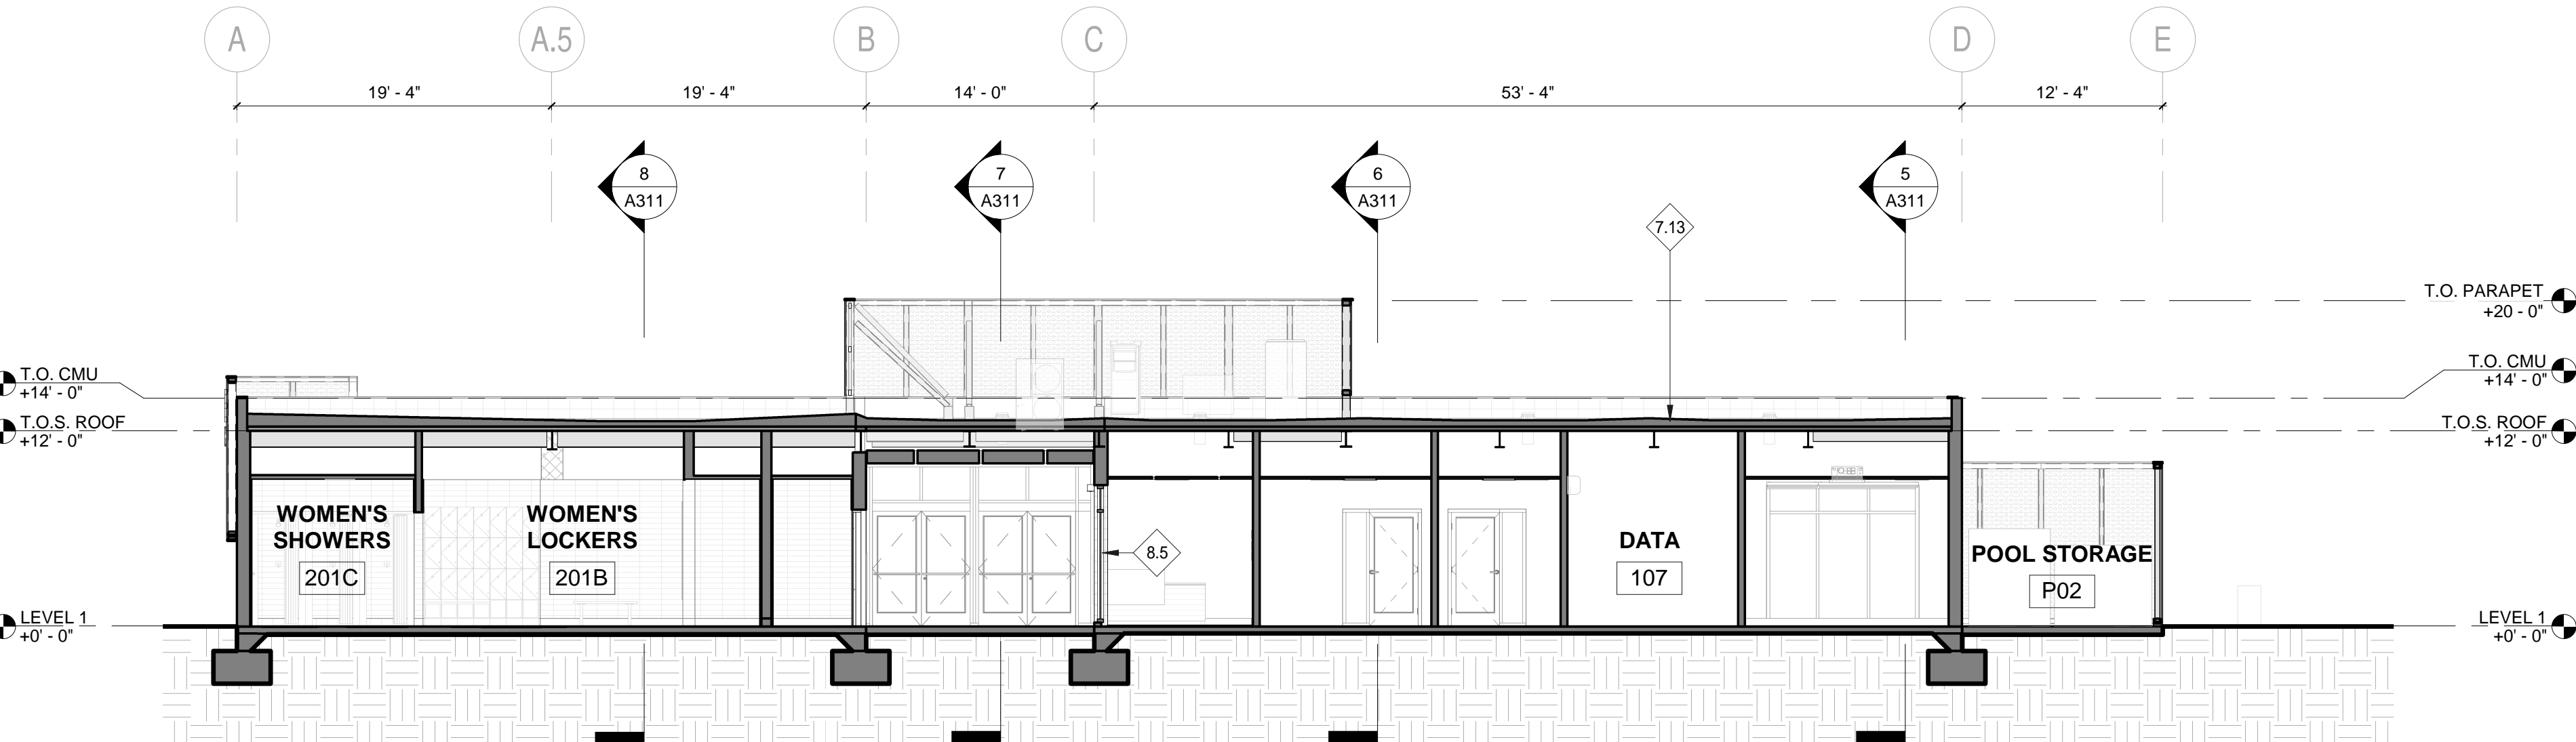 A
A.5
B
C
D
E
19' - 4"
19' - 4"
14' - 0"
53' - 4"
12' - 4"
8
A311
7
A311
6
A311
5
A311
7.13
T.O. PARAPET
+20 - 0"
T.O. CMU
+14' - 0"
T.O. CMU
+14' - 0"
T.O.S. ROOF
+12' - 0"
T.O.S. ROOF
+12' - 0"
WOMEN'S
SHOWERS
201C
WOMEN'S
LOCKERS
201B
8.5
DATA
107
POOL STORAGE
P02
LEVEL 1
+0' - 0"
LEVEL 1
+0' - 0"